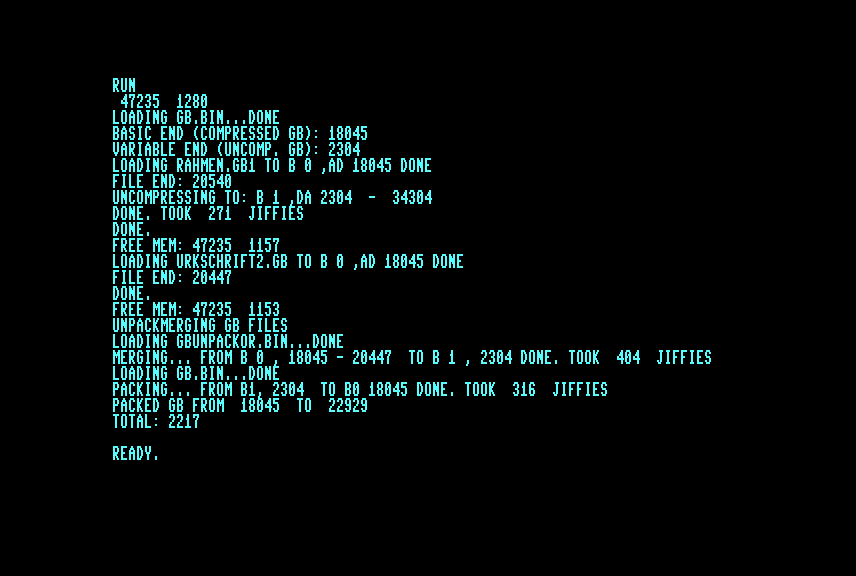 RUN
 47235  1280
LOADING GB.BIN...DONE
BASIC END (COMPRESSED GB): 18045
VARIABLE END (UNCOMP. GB): 2304
LOADING RAHMEN.GB1 TO B 0 ,AD 18045 DONE
FILE END: 20540
UNCOMPRESSING TO: B 1 ,DA 2304  -  34304
DONE. TOOK  271  JIFFIES
DONE.
FREE MEM: 47235  1157
LOADING URKSCHRIFT2.GB TO B 0 ,AD 18045 DONE
FILE END: 20447
DONE.
FREE MEM: 47235  1153
UNPACKMERGING GB FILES
LOADING GBUNPACKOR.BIN...DONE
MERGING... FROM B 0 , 18045 - 20447  TO B 1 , 2304 DONE. TOOK  404  JIFFIES
LOADING GB.BIN...DONE
PACKING... FROM B1, 2304  TO B0 18045 DONE. TOOK  316  JIFFIES
PACKED GB FROM  18045  TO  22929
TOTAL: 2217
READY.